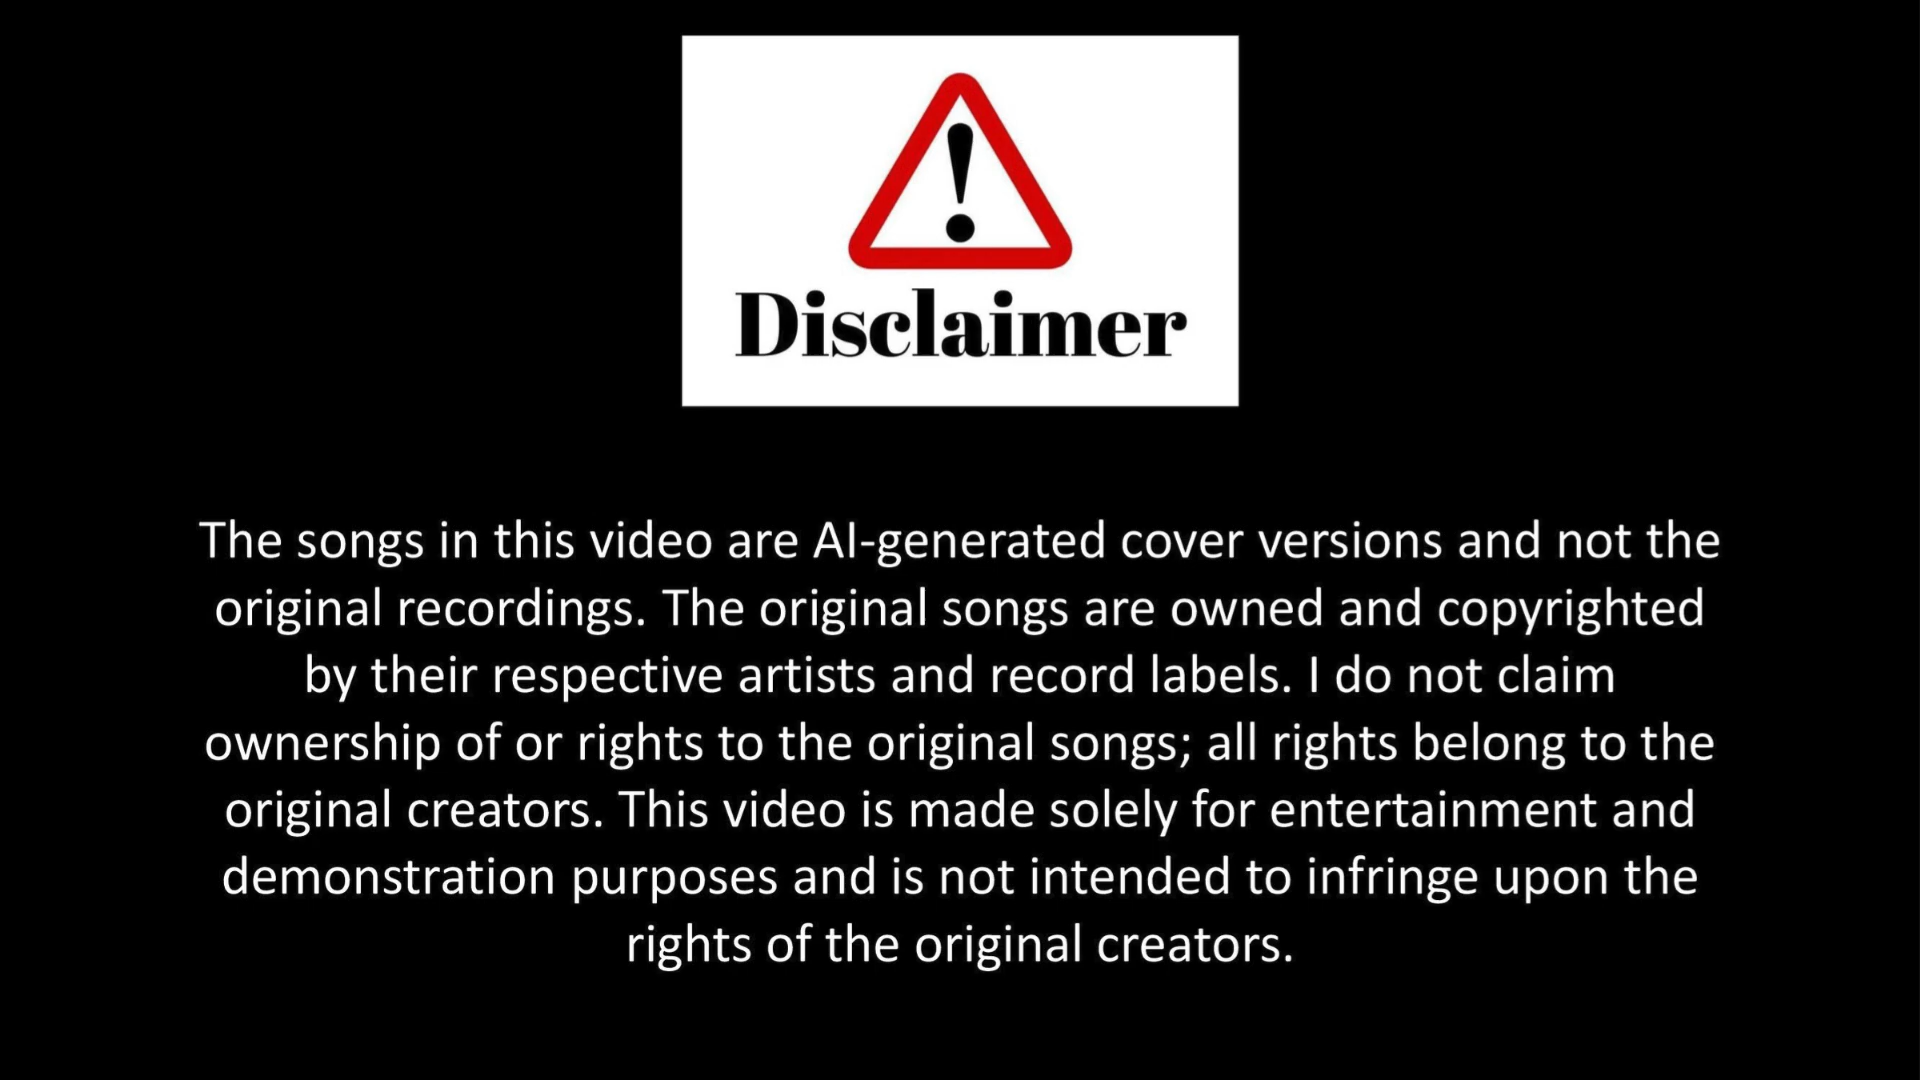 Disclaimer
The songs in this video are AI-generated cover versions and not the
original recordings. The original songs are owned and copyrighted
by their respective artists and record labels. I do not claim
ownership of or rights to the original songs; all rights belong to the
original creators. This video is made solely for entertainment and
demonstration purposes and is not intended to infringe upon the
rights of the original creators.